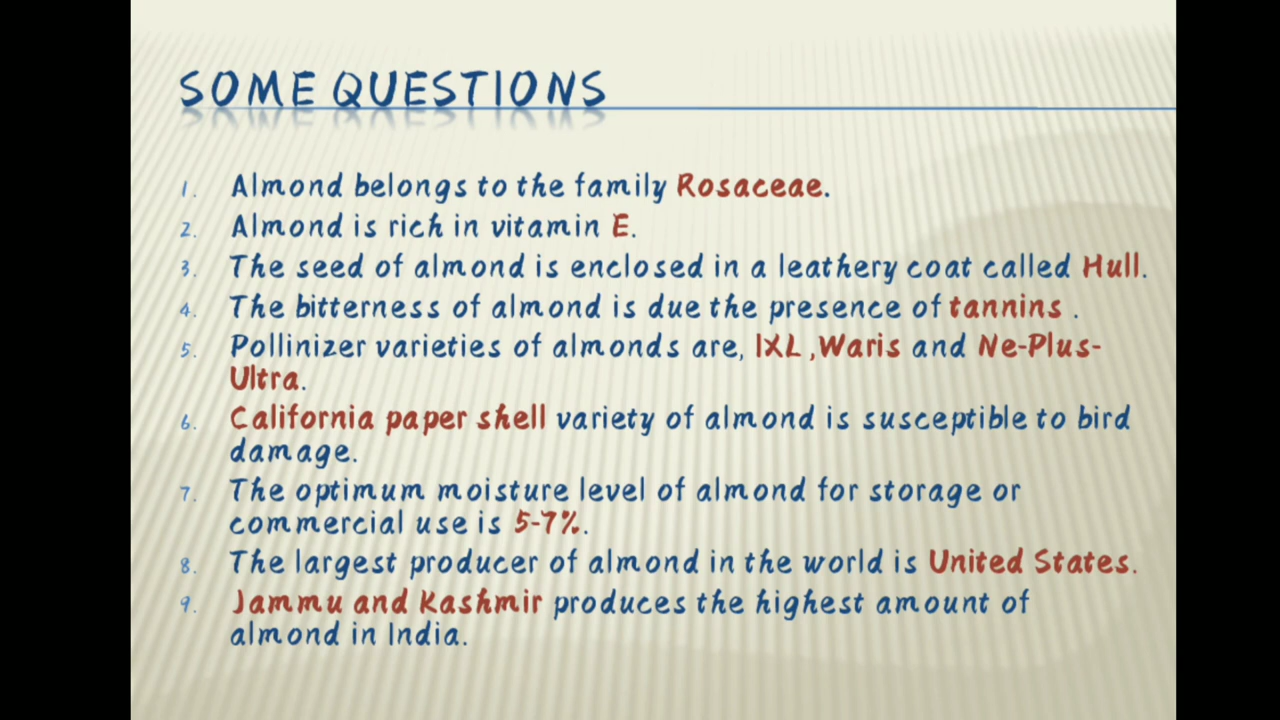 SOME QUESTIONS
1. Almond belongs to the family Rosaceae.
2. Almond is rich in vitamin E.
3. The seed of almond is enclosed in a leathery coat called Hull.
4. The bitterness of almond is due the presence of tannins .
5. Pollinizer varieties of almonds are, IXL ,Waris and Ne-Plus-
Ultra.
6. California paper shell variety of almond is susceptible to bird
damage.
7. The optimum moisture level of almond for storage or
commercial use is 5-7%.
8. The largest producer of almond in the world is United States.
9. Jammu and Kashmir produces the highest amount of
almond in India.